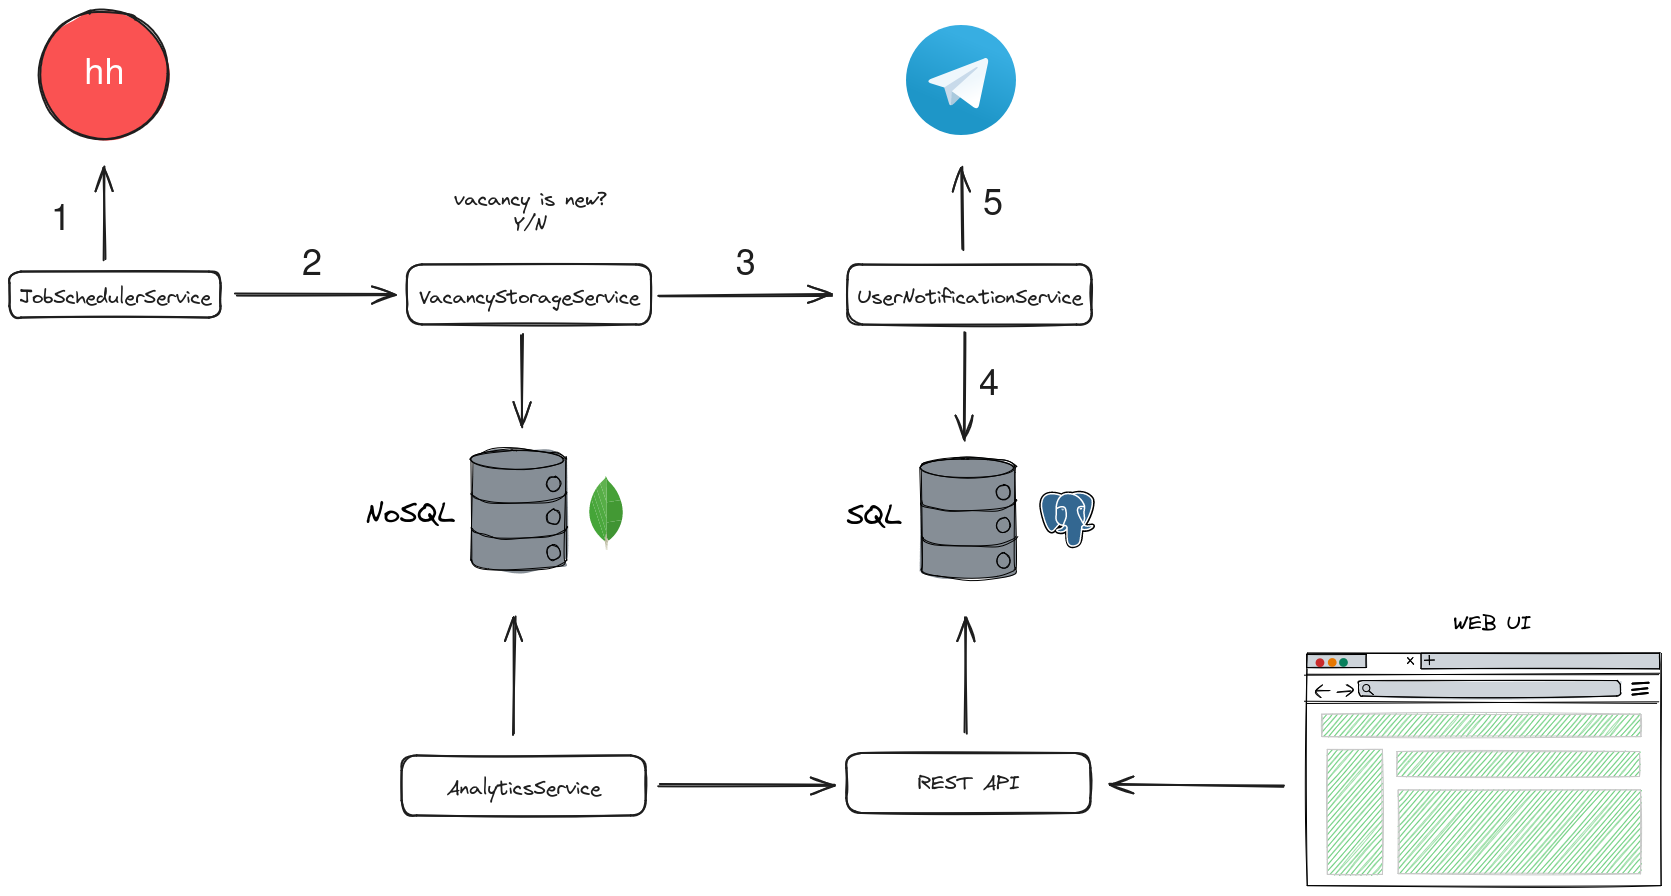 hh
1
vacancy is new?
Y/N
5
2
3
JobSchedulerService
VacancyStorageService
UserNotificationService
4
NoSQL
SQL
WEB UI
AnalyticsService
REST API